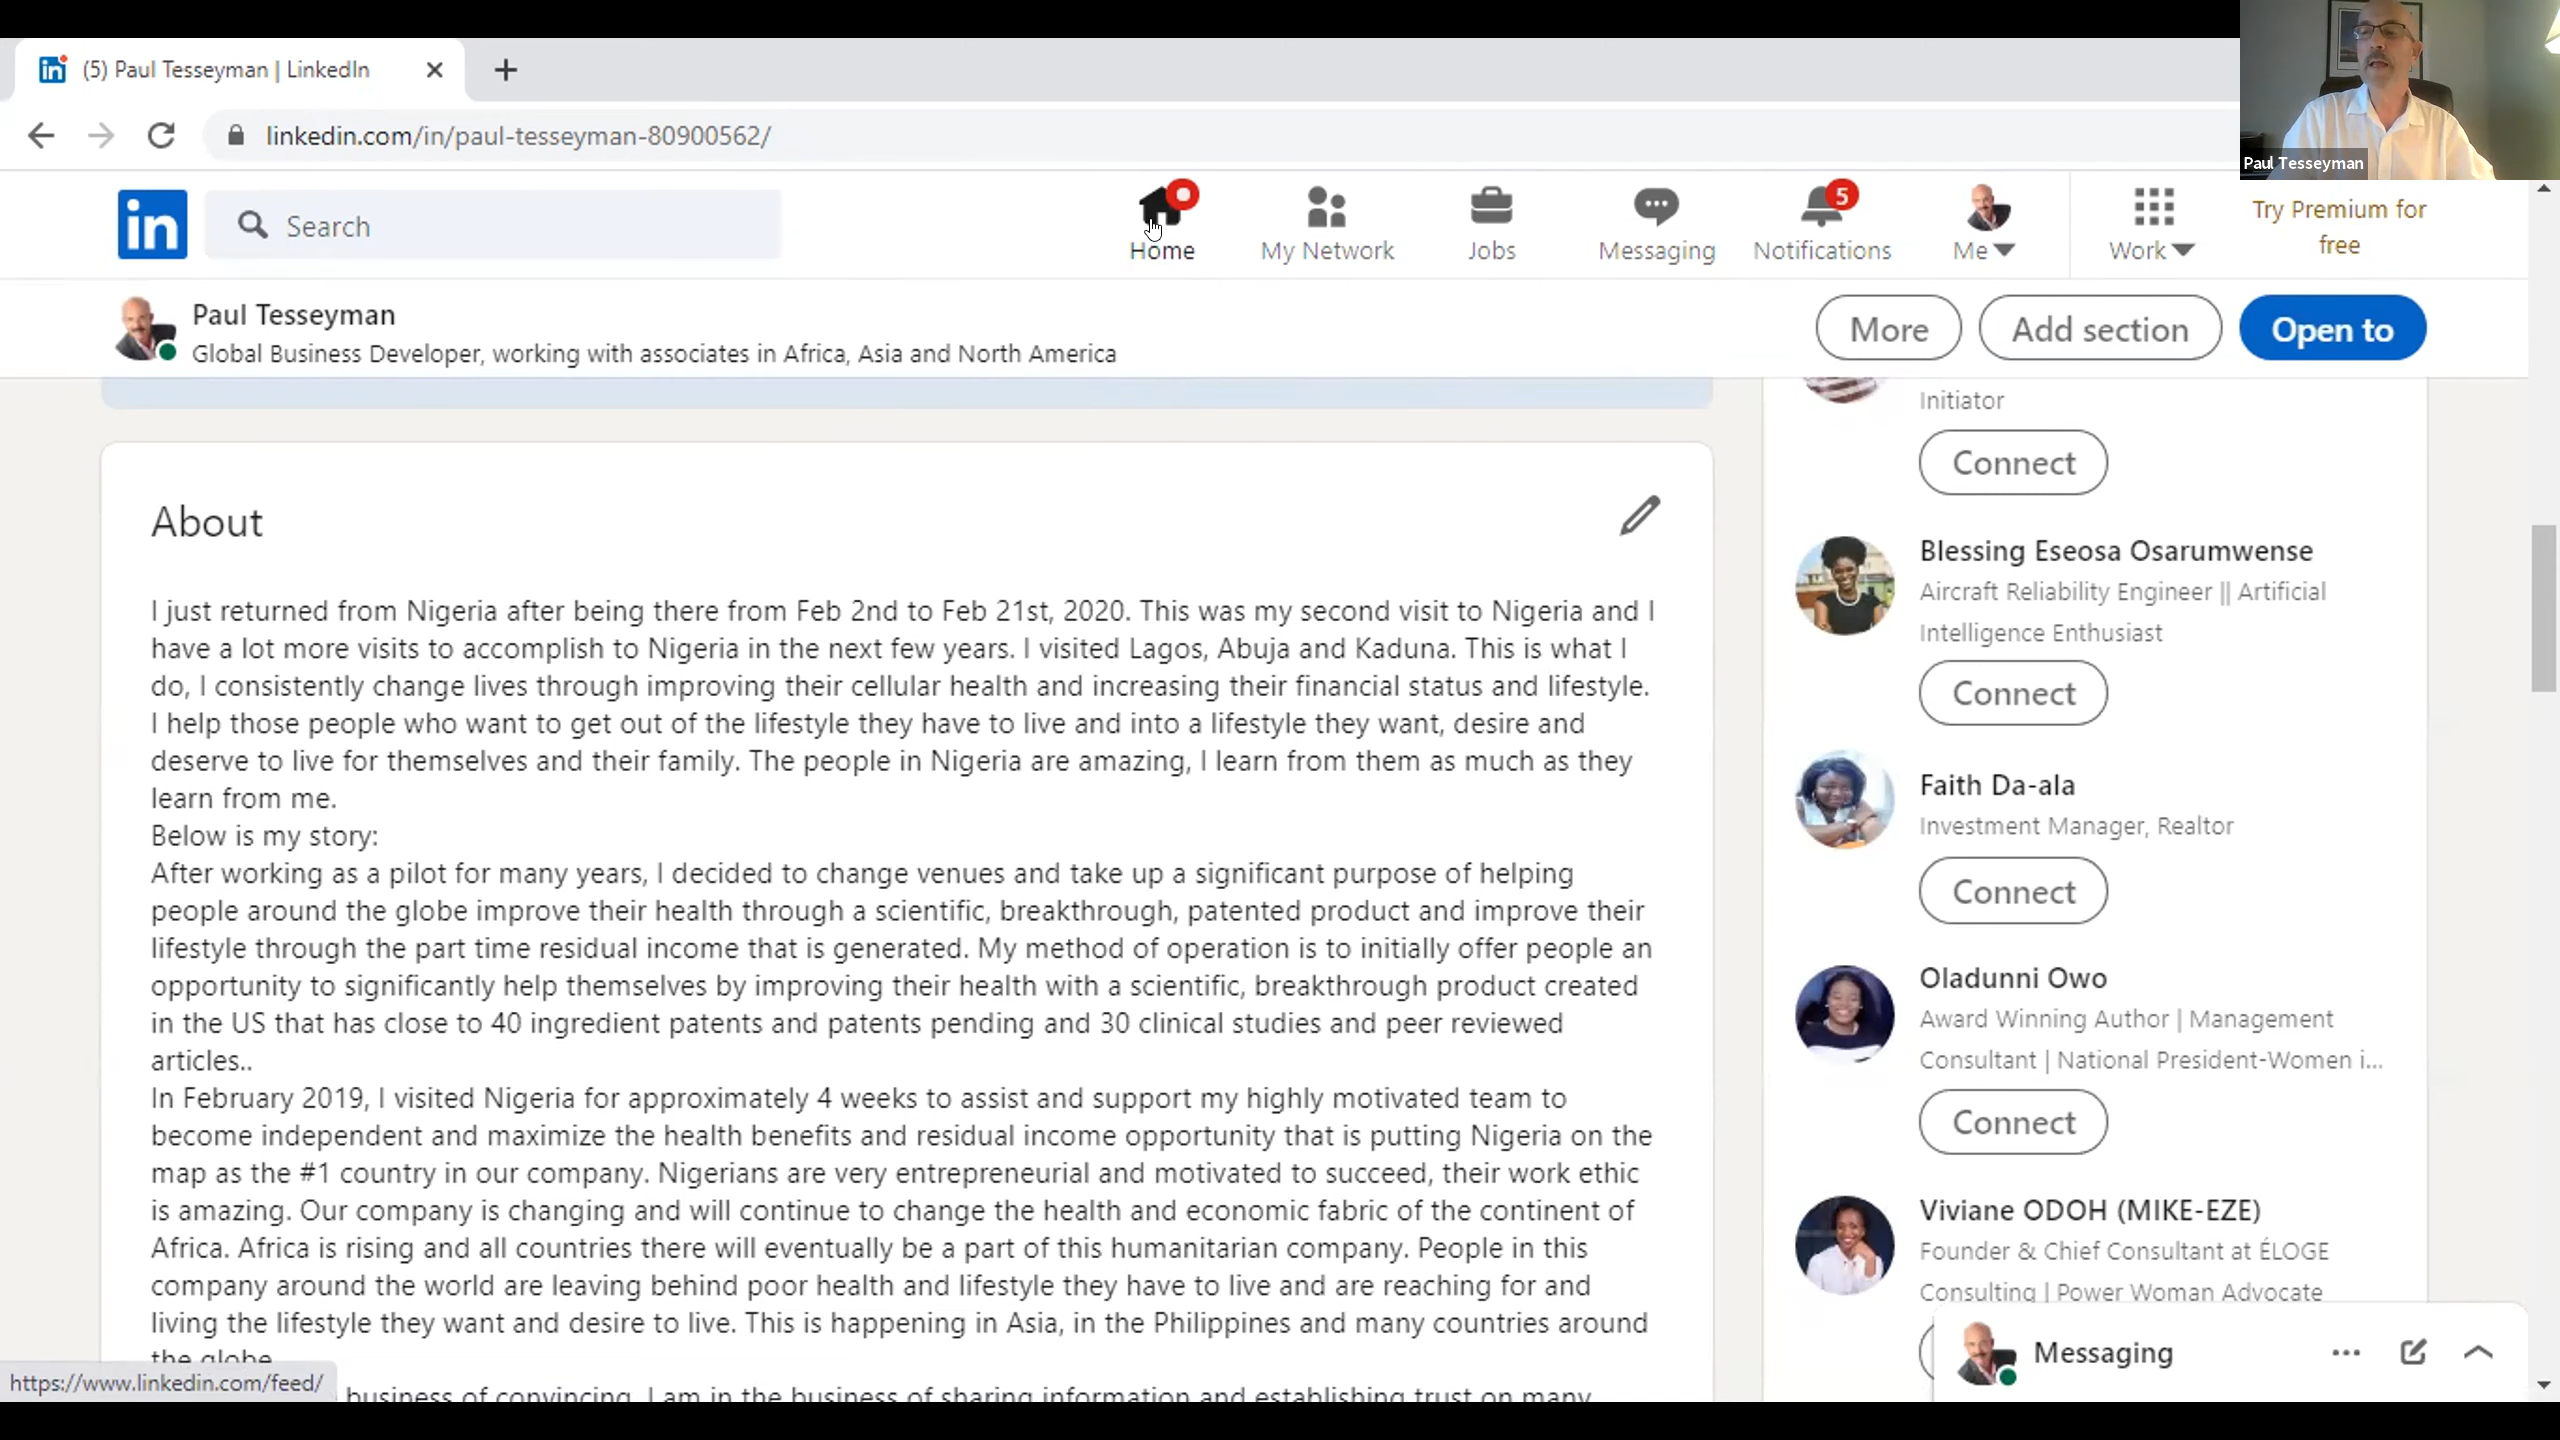 (5) Paul Tesseyman | LinkedIn
linkedin.com/in/paul-tesseyman-80900562/
Paul Tesseyman
in
Search
Home
My Network
Jobs
Messaging
5
Notifications
Me
Work
Try Premium for
free
Paul Tesseyman
Global Business Developer, working with associates in Africa, Asia and North America
More
Add section
Open to
About
I just returned from Nigeria after being there from Feb 2nd to Feb 21st, 2020. This was my second visit to Nigeria and I
have a lot more visits to accomplish to Nigeria in the next few years. I visited Lagos, Abuja and Kaduna. This is what I
do, I consistently change lives through improving their cellular health and increasing their financial status and lifestyle.
I help those people who want to get out of the lifestyle they have to live and into a lifestyle they want, desire and
deserve to live for themselves and their family. The people in Nigeria are amazing, I learn from them as much as they
learn from me.
Below is my story:
After working as a pilot for many years, I decided to change venues and take up a significant purpose of helping
people around the globe improve their health through a scientific, breakthrough, patented product and improve their
lifestyle through the part time residual income that is generated. My method of operation is to initially offer people an
opportunity to significantly help themselves by improving their health with a scientific, breakthrough product created
in the US that has close to 40 ingredient patents and patents pending and 30 clinical studies and peer reviewed
articles..
In February 2019, I visited Nigeria for approximately 4 weeks to assist and support my highly motivated team to
become independent and maximize the health benefits and residual income opportunity that is putting Nigeria on the
map as the #1 country in our company. Nigerians are very entrepreneurial and motivated to succeed, their work ethic
is amazing. Our company is changing and will continue to change the health and economic fabric of the continent of
Africa. Africa is rising and all countries there will eventually be a part of this humanitarian company. People in this
company around the world are leaving behind poor health and lifestyle they have to live and are reaching for and
living the lifestyle they want and desire to live. This is happening in Asia, in the Philippines and many countries around
the globe
business of convincing, I am in the business of sharing information and establishing trust on many
https://www.linkedin.com/feed/
Initiator
Connect
Blessing Eseosa Osarumwense
Aircraft Reliability Engineer || Artificial
Intelligence Enthusiast
Connect
Faith Da-ala
Investment Manager, Realtor
Connect
Oladunni Owo
Award Winning Author | Management
Consultant | National President-Women i...
Connect
Viviane ODOH (MIKE-EZE)
Founder & Chief Consultant at ÉLOGE
Consulting | Power Woman Advocate
Messaging